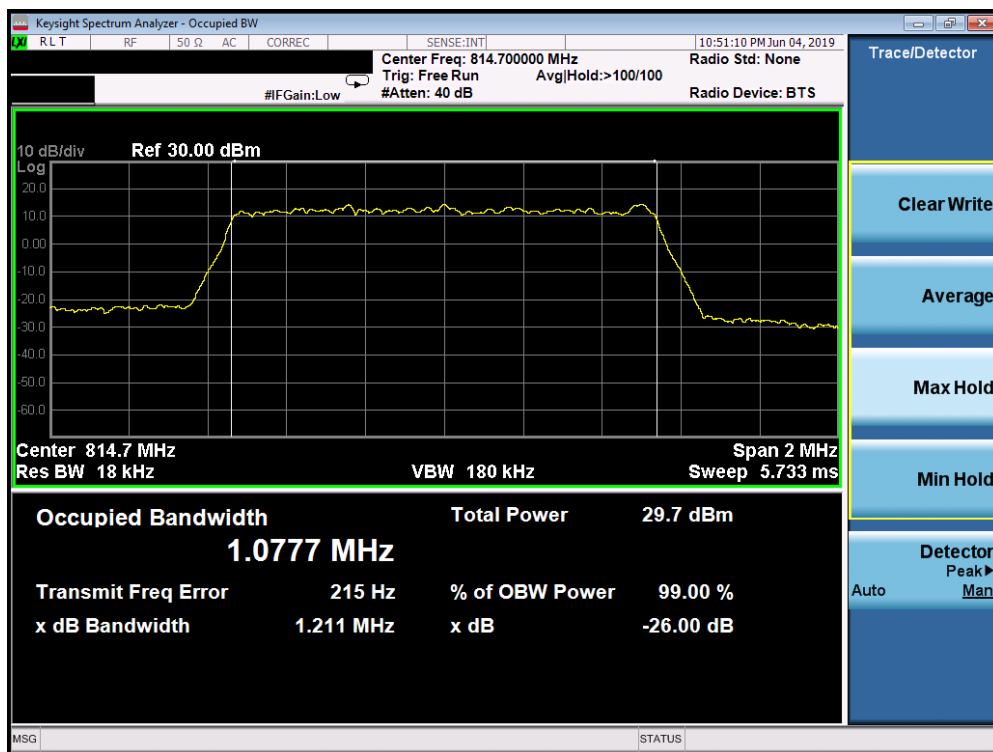 Keysight Spectrum Analyzer - Occupied BW
LXI RLT RF 50 Ω AC CORREC SENSE:INT 10:51:10 PM Jun 04, 2019
Center Freq: 814.700000 MHz Radio Std: None
Trig: Free Run Avg|Hold:>100/100
#IFGain:Low #Atten: 40 dB Radio Device: BTS
10 dB/div Ref 30.00 dBm
Log
20.0
10.0
0.00
-10.0
-20.0
-30.0
-40.0
-50.0
-60.0
Center 814.7 MHz Span 2 MHz
Res BW 18 kHz VBW 180 kHz Sweep 5.733 ms
Occupied Bandwidth Total Power 29.7 dBm
1.0777 MHz
Transmit Freq Error 215 Hz % of OBW Power 99.00 %
x dB Bandwidth 1.211 MHz x dB -26.00 dB
MSG STATUS
Trace/Detector
Clear Write
Average
Max Hold
Min Hold
Detector
Peak▶
Auto Man